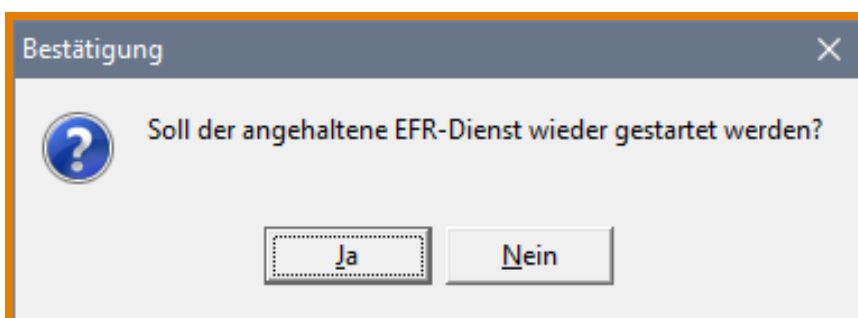 Bestätigung
Soll der angehaltene EFR-Dienst wieder gestartet werden?
Ja
Nein